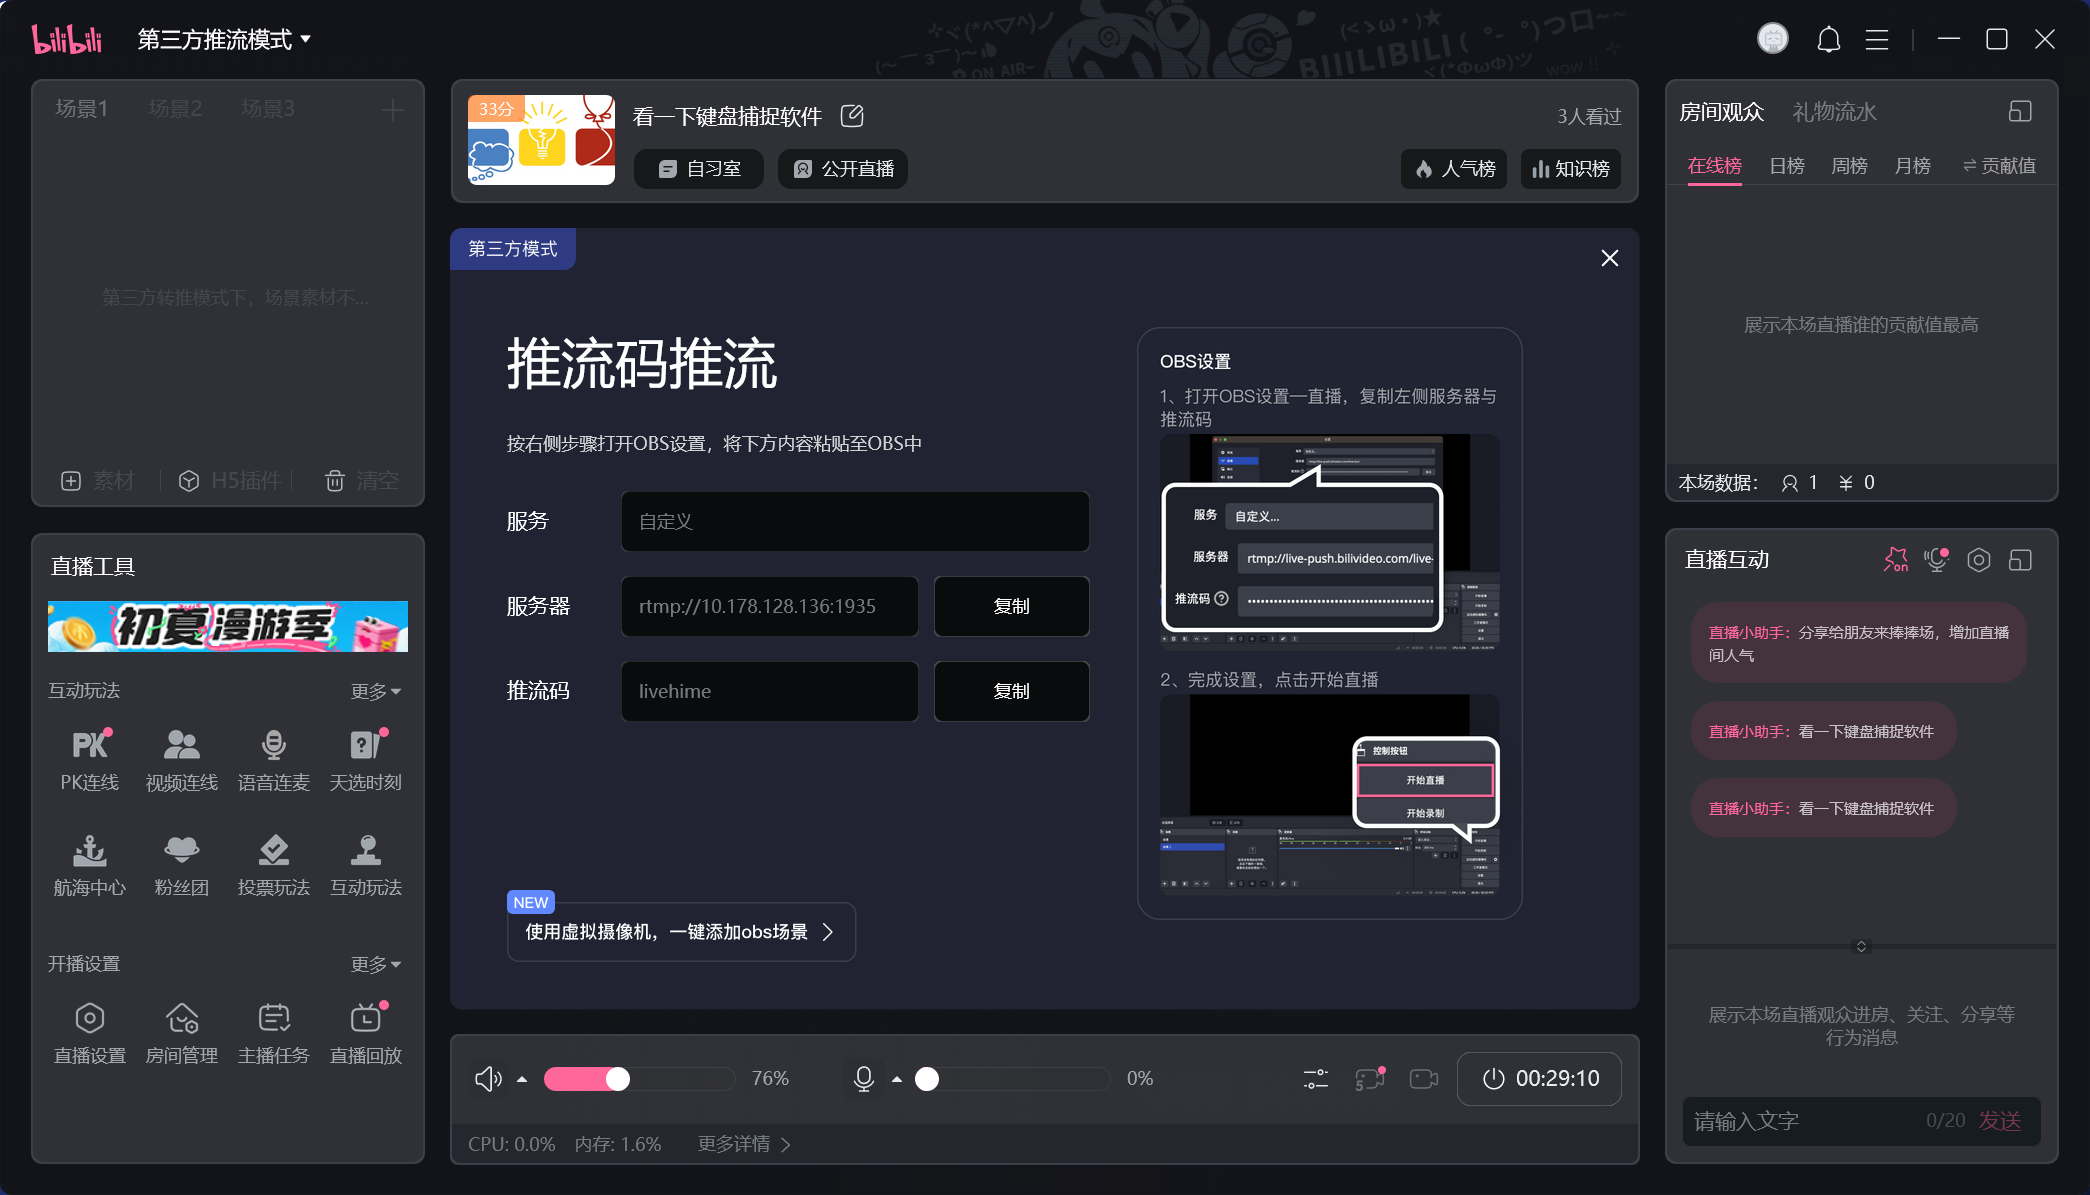 bilibili
第三方推流模式
场景1
场景2
场景3
第三方转推模式下，场景素材不...
素材
H5插件
清空
直播工具
初夏漫游季
互动玩法
更多
PK连线
视频连线
语音连麦
天选时刻
航海中心
粉丝团
投票玩法
互动玩法
开播设置
更多
直播设置
房间管理
主播任务
直播回放
33分
看一下键盘捕捉软件
3人看过
自习室
公开直播
人气榜
知识榜
第三方模式
推流码推流
按右侧步骤打开OBS设置，将下方内容粘贴至OBS中
服务
自定义
服务器
rtmp://10.178.128.136:1935
复制
推流码
livehime
复制
NEW
使用虚拟摄像机，一键添加obs场景
OBS设置
1、打开OBS设置—直播，复制左侧服务器与
推流码
服务
自定义...
服务器
rtmp://live-push.bilivideo.com/live-
推流码
2、完成设置，点击开始直播
控制按钮
开始直播
开始录制
76%
0%
00:29:10
CPU: 0.0%
内存: 1.6%
更多详情
房间观众
礼物流水
在线榜
日榜
周榜
月榜
贡献值
展示本场直播谁的贡献值最高
本场数据：
1
¥ 0
直播互动
on
直播小助手：分享给朋友来捧捧场，增加直播
间人气
直播小助手：看一下键盘捕捉软件
直播小助手：看一下键盘捕捉软件
展示本场直播观众进房、关注、分享等
行为消息
请输入文字
0/20
发送